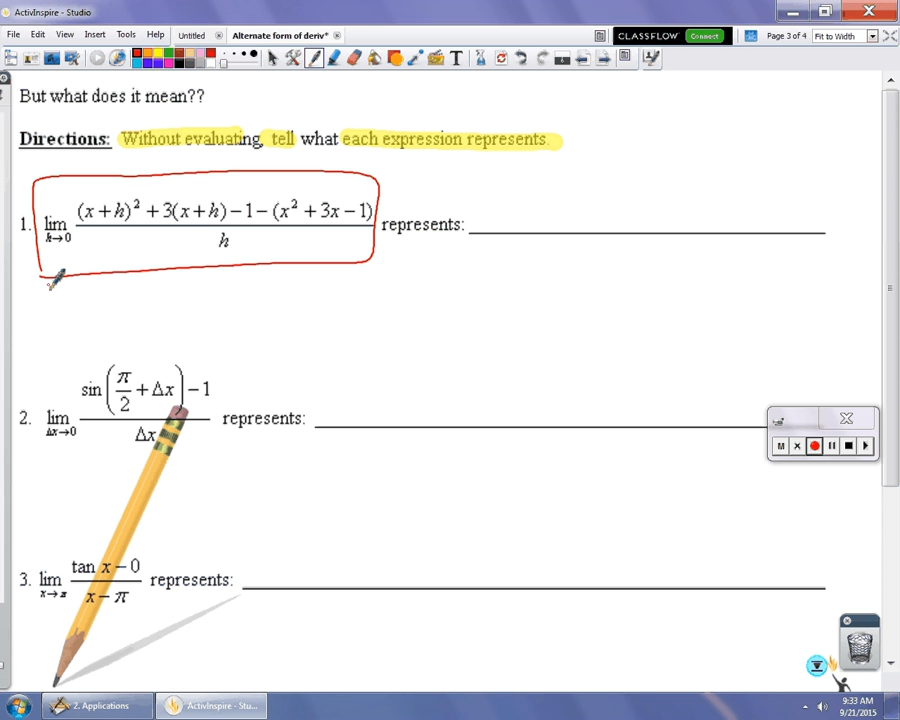 ActivInspire - Studio
File Edit View Insert Tools Help Untitled Alternate form of deriv* CLASSFLOW Connect Page 3 of 4 Fit to Width
But what does it mean??
Directions: Without evaluating, tell what each expression represents.
1. lim h→0 (x+h)² + 3(x+h) − 1 − (x² + 3x − 1) / h represents:
2. lim Δx→0 sin(π/2 + Δx) − 1 / Δx represents:
M
3. lim x→π tan x − 0 / x − π represents:
2. Applications ActivInspire - Stu... 9:33 AM
9/21/2015